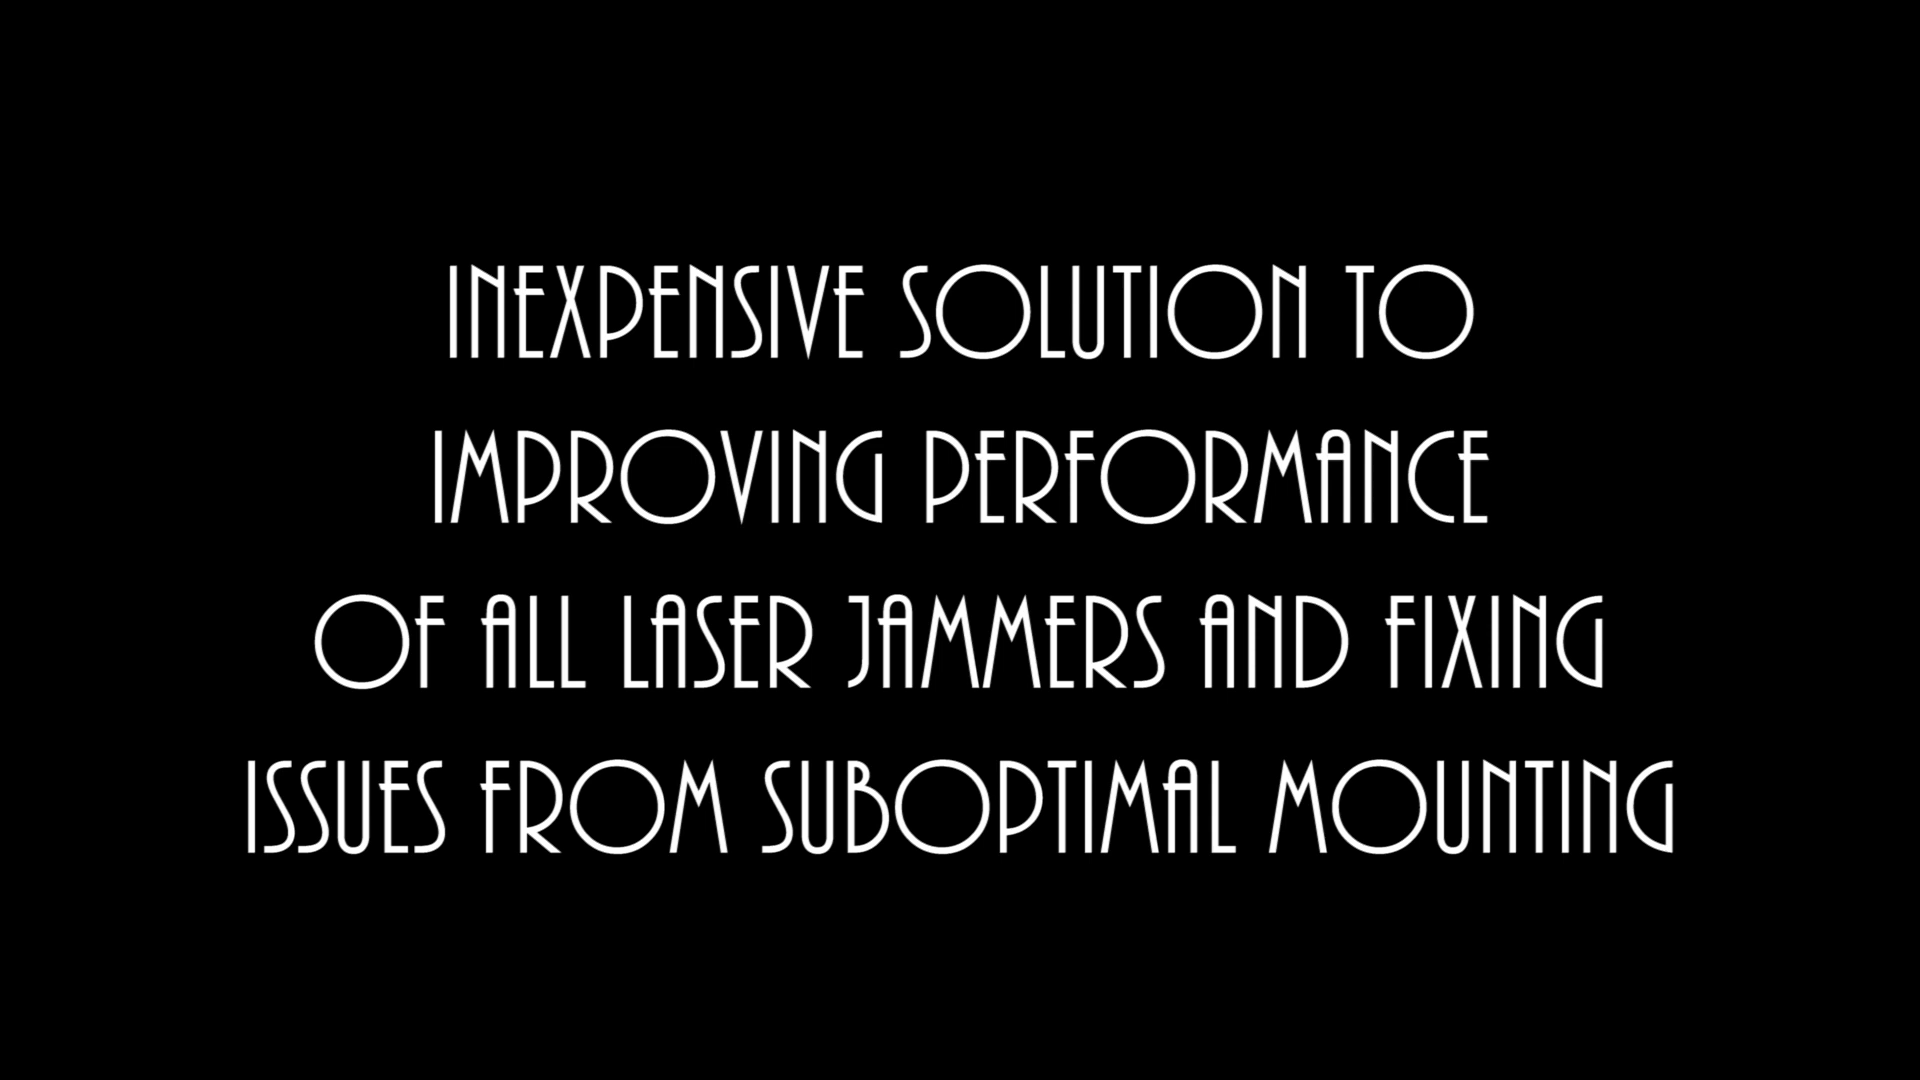 INEXPENSIVE SOLUTION TO
IMPROVING PERFORMANCE
OF ALL LASER JAMMERS AND FIXING
ISSUES FROM SUBOPTIMAL MOUNTING